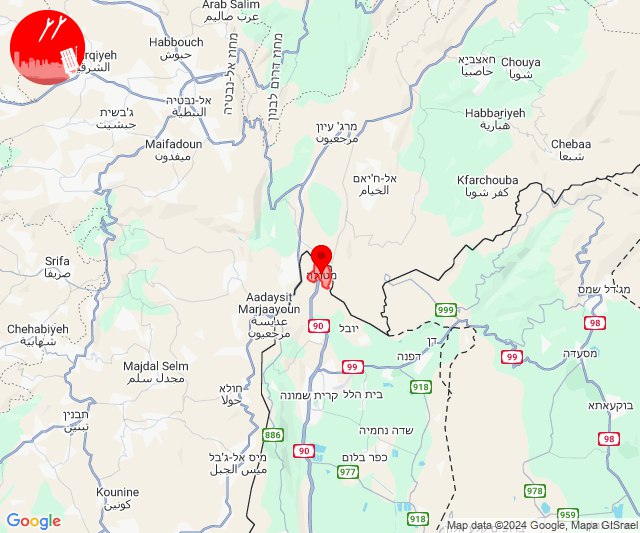 Arab Salim
عرب صاليم
Habbouch
حبوش
מחוז אל-נבטיה
מחוז דרום לבנון
חאצביא
حاصبيا
Chouya
شويا
الشرقية
אל-נבטיה
النبطية
ג'בשית
جبشيت
מרג' עיון
مرجعيون
Habbariyeh
هبارية
Maifadoun
ميفدون
Chebaa
شبعا
אל-ח'יאם
الخيام
Kfarchouba
كفر شوبا
Srifa
صريفا
מטולה
מג'דל שמס
Aadaysit
Marjaayoun
عديسة
مرجعيون
999
98
90
יובל
Chehabiyeh
شهابية
דן
דפנה
99
99
מסעדה
Majdal Selm
مجدل سلم
חולא
حولا
918
בית הלל
קרית שמונה
בוקעאתא
תבנין
تبنين
886
שדה נחמיה
98
מיס אל-ג'בל
ميس الجبل
90
כפר בלום
977
Kounine
كونين
978
918
959
Google
Map data ©2024 Google, Mapa GISrael